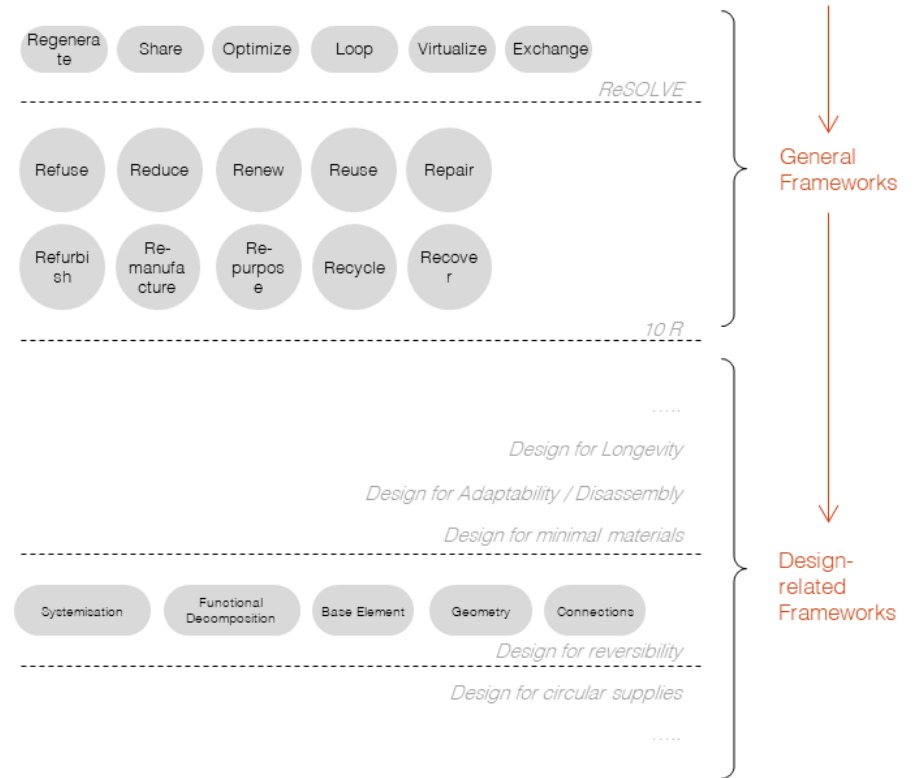 Regenera
te
Share
Optimize
Loop
Virtualize
Exchange
ReSOLVE
Refuse
Reduce
Renew
Reuse
Repair
General
Frameworks
Refurbi
sh
Re-
manufa
cture
Re-
purpos
e
Recycle
Recove
r
10 R
.....
Design for Longevity
Design for Adaptability / Disassembly
Design for minimal materials
Design-
related
Frameworks
Systemisation
Functional
Decomposition
Base Element
Geometry
Connections
Design for reversibility
Design for circular supplies
.....